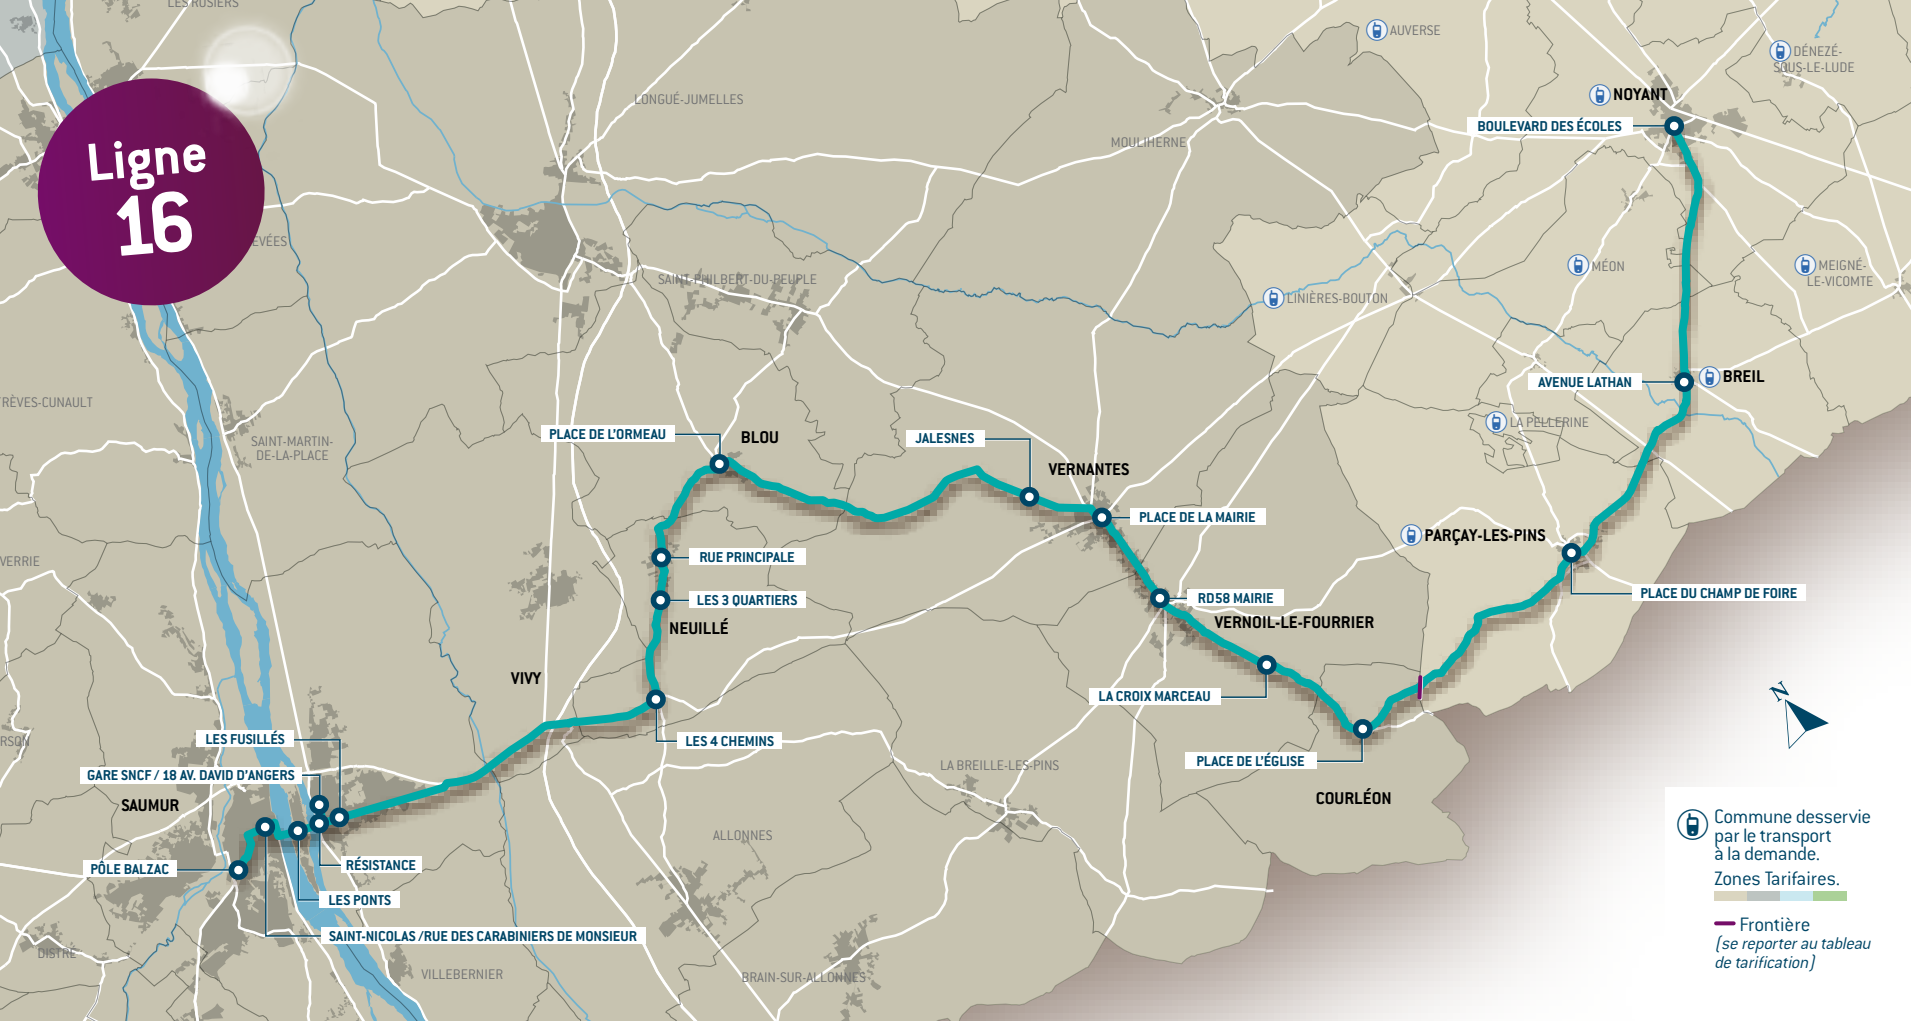 LES ROSIERS
Ligne
16
EVÉES
LONGUÉ-JUMELLES
AUVERSE
DÉNEZÉ-
SOUS-LE-LUDE
NOYANT
BOULEVARD DES ÉCOLES
MOULIHERNE
SAINT-PHILBERT-DU-PEUPLE
LINIÈRES-BOUTON
MÉON
MEIGNÉ-
LE-VICOMTE
AVENUE LATHAN
BREIL
LA PELLERINE
RÈVES-CUNAULT
SAINT-MARTIN-
DE-LA-PLACE
PLACE DE L'ORMEAU
BLOU
JALESNES
VERNANTES
PLACE DE LA MAIRIE
PARÇAY-LES-PINS
PLACE DU CHAMP DE FOIRE
VERRIE
RUE PRINCIPALE
LES 3 QUARTIERS
NEUILLÉ
RD58 MAIRIE
VERNOIL-LE-FOURRIER
VIVY
LA CROIX MARCEAU
LES 4 CHEMINS
PLACE DE L'ÉGLISE
COURLÉON
RSON
LES FUSILLÉS
GARE SNCF / 18 AV. DAVID D'ANGERS
SAUMUR
LA BREILLE-LES-PINS
PÔLE BALZAC
RÉSISTANCE
LES PONTS
SAINT-NICOLAS /RUE DES CARABINIERS DE MONSIEUR
ALLONNES
DISTRÉ
VILLEBERNIER
BRAIN-SUR-ALLONNES
N
Commune desservie
par le transport
à la demande.
Zones Tarifaires.
Frontière
(se reporter au tableau
de tarification)